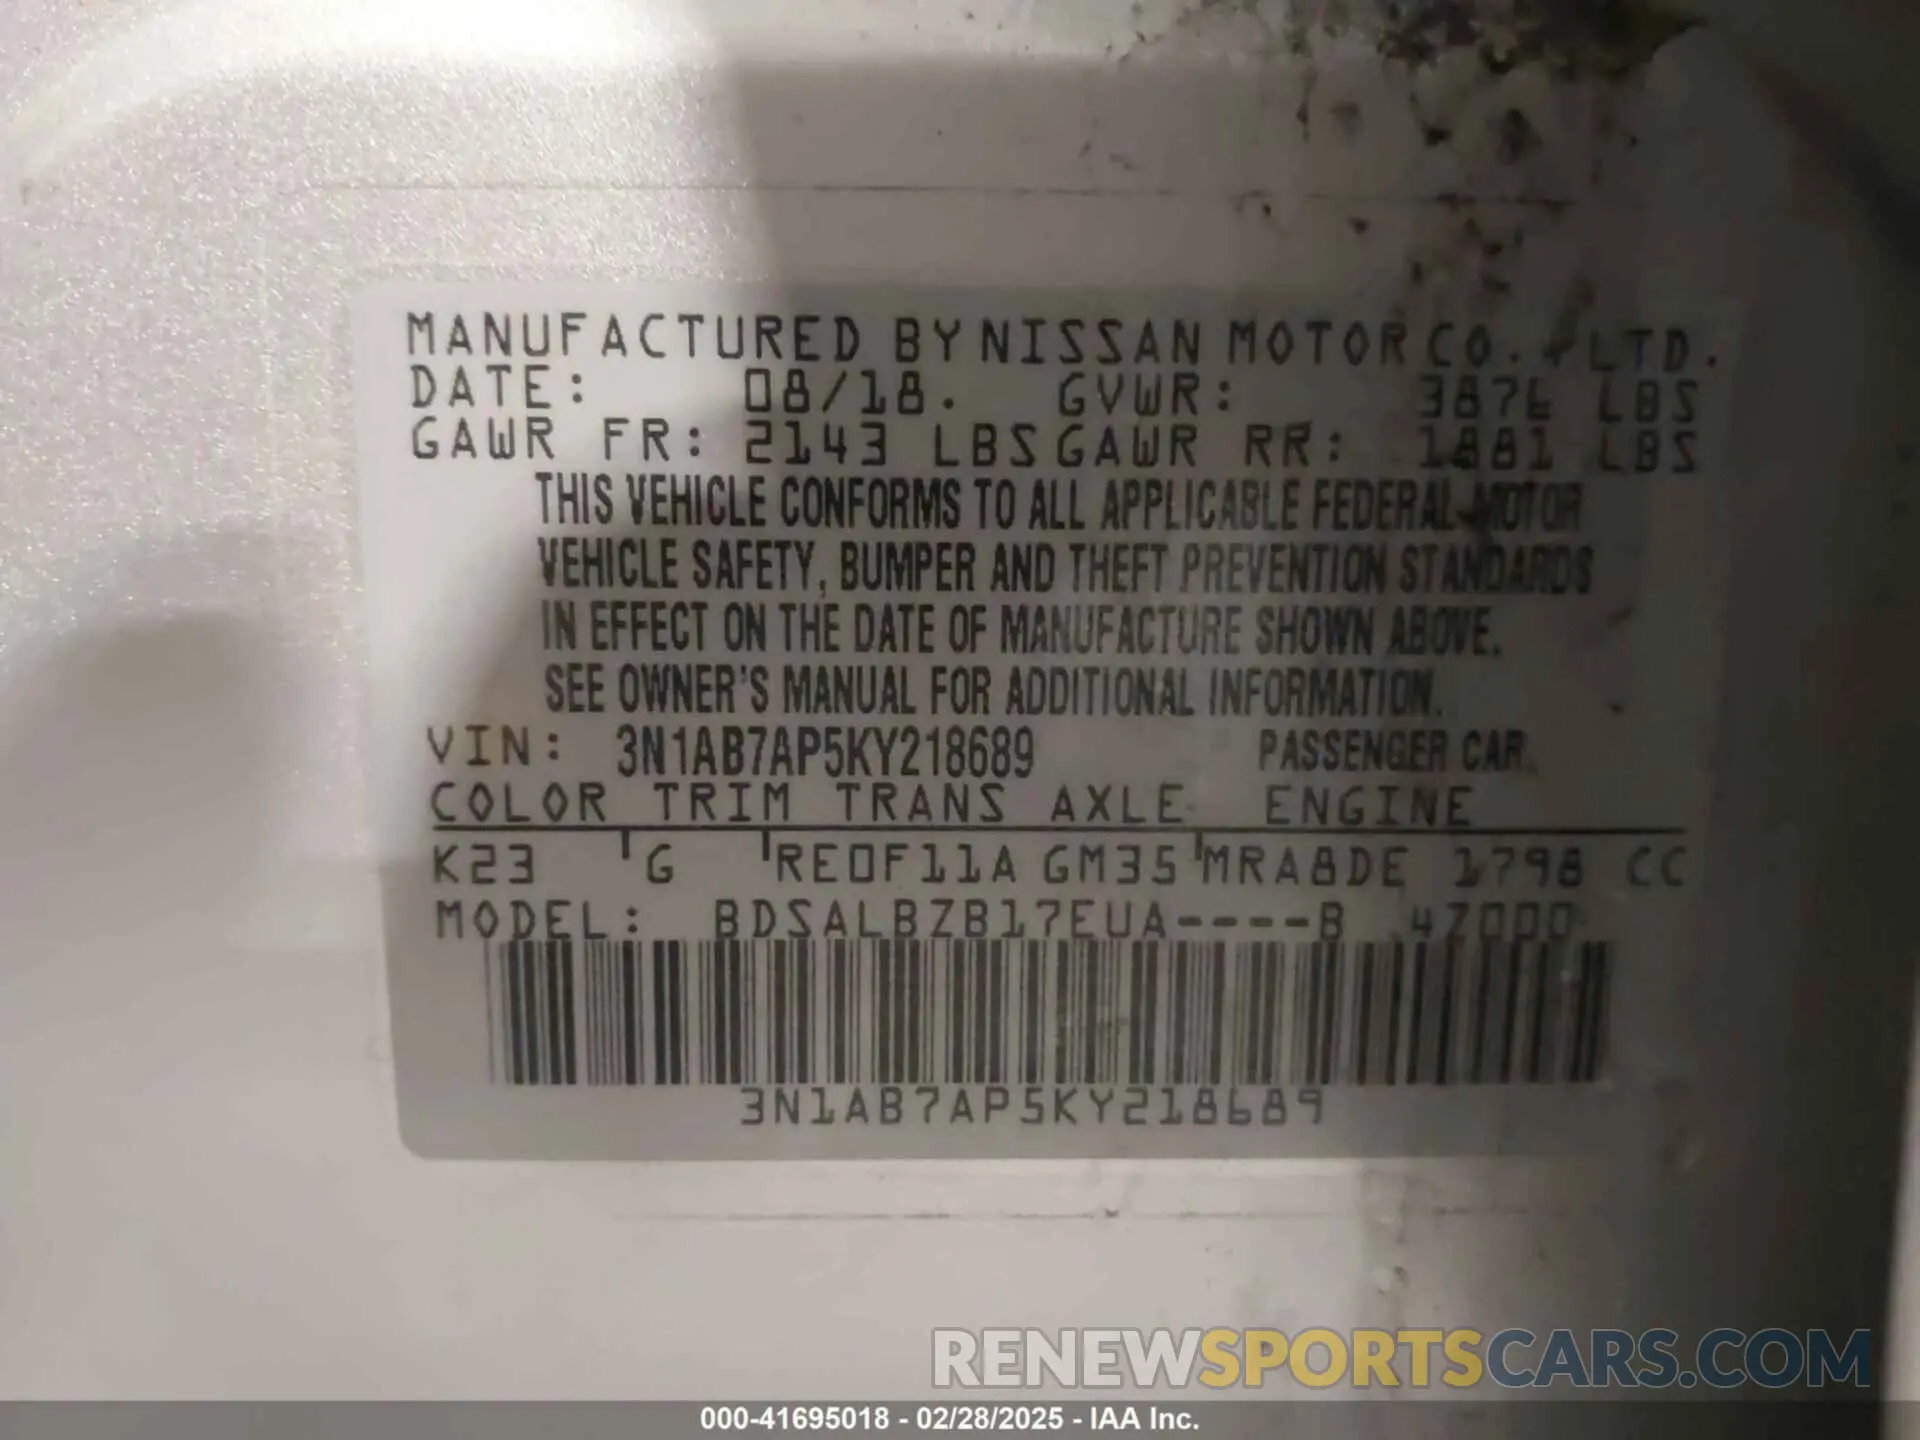 MANUFACTURED BY NISSAN MOTOR CO., LTD.
DATE: 08/18. GVWR: 3876 LBS
GAWR FR: 2143 LBS GAWR RR: 1881 LBS
THIS VEHICLE CONFORMS TO ALL APPLICABLE FEDERAL MOTOR
VEHICLE SAFETY, BUMPER AND THEFT PREVENTION STANDARDS
IN EFFECT ON THE DATE OF MANUFACTURE SHOWN ABOVE.
SEE OWNER'S MANUAL FOR ADDITIONAL INFORMATION.
VIN: 3N1AB7AP5KY218689 PASSENGER CAR.
COLOR TRIM TRANS AXLE ENGINE
K23 G RE0F11A GM35 MRA8DE 1798 CC
MODEL: BDSALBZB17EUA----B 4Z000
3N1AB7AP5KY218689
RENEWSPORTSCARS.COM
000-41695018 - 02/28/2025 - IAA Inc.